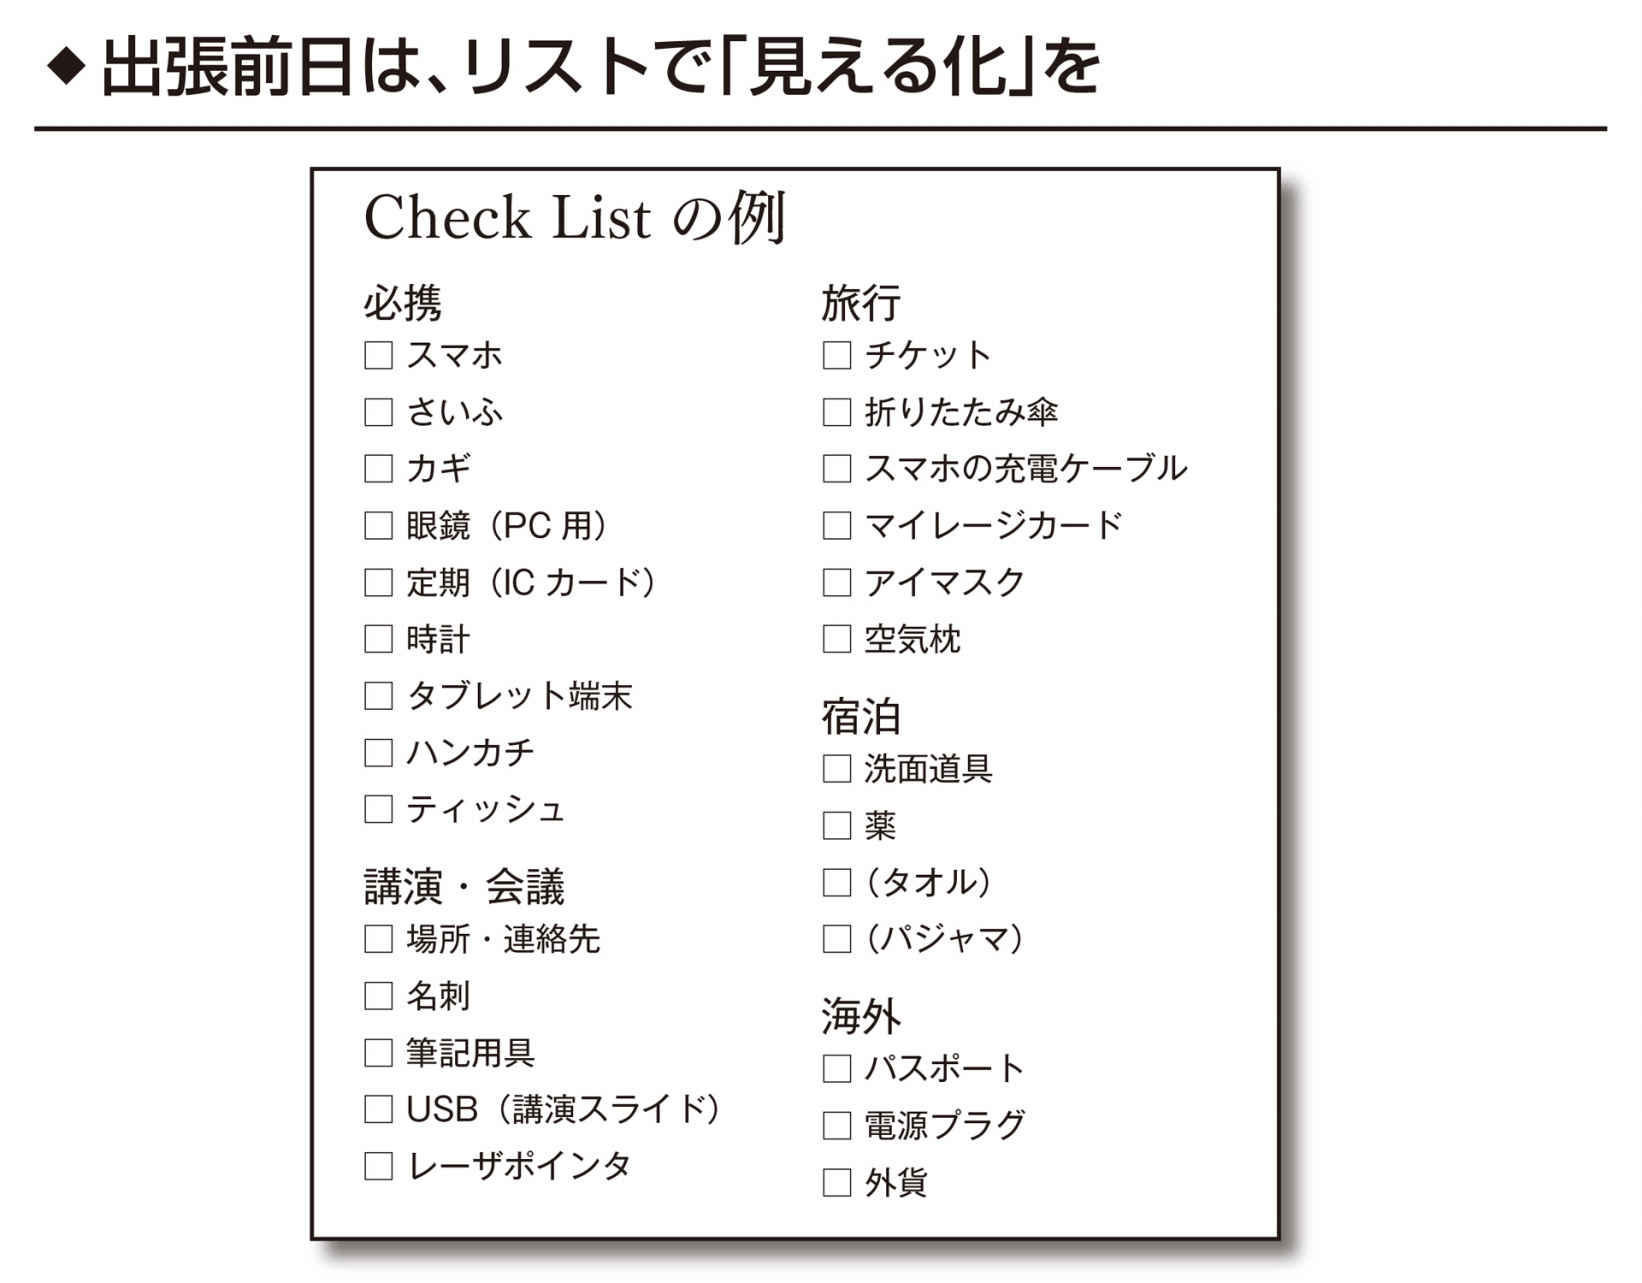 ◆出張前日は、リストで「見える化」を
Check List の例
必携
□ スマホ
□ さいふ
□ カギ
□ 眼鏡（PC 用）
□ 定期（IC カード）
□ 時計
□ タブレット端末
□ ハンカチ
□ ティッシュ
講演・会議
□ 場所・連絡先
□ 名刺
□ 筆記用具
□ USB（講演スライド）
□ レーザポインタ
旅行
□ チケット
□ 折りたたみ傘
□ スマホの充電ケーブル
□ マイレージカード
□ アイマスク
□ 空気枕
宿泊
□ 洗面道具
□ 薬
□（タオル）
□（パジャマ）
海外
□ パスポート
□ 電源プラグ
□ 外貨